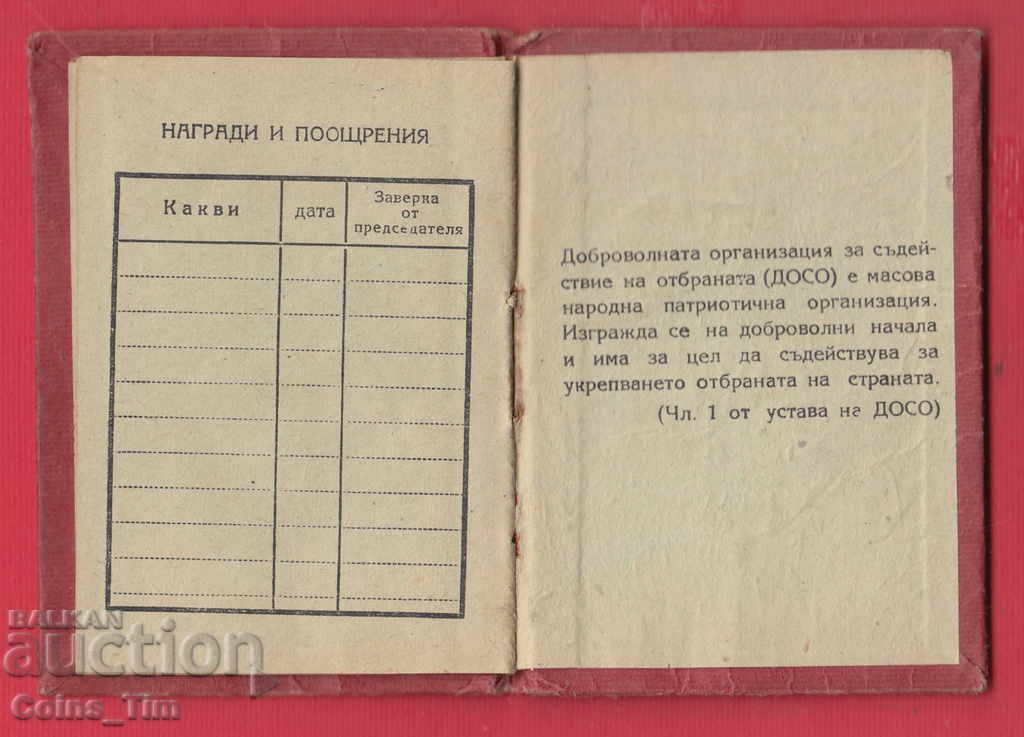 НАГРАДИ И ПООЩРЕНИЯ
Какви
дата
Заверка
от
председателя
Доброволната организация за съдей-
ствие на отбраната (ДОСО) е масова
народна патриотична организация.
Изгражда се на доброволни начала
и има за цел да съдействува за
укрепването отбраната на страната.
(Чл. 1 от устава на ДОСО)
BALKAN
auction
Coins_Tim